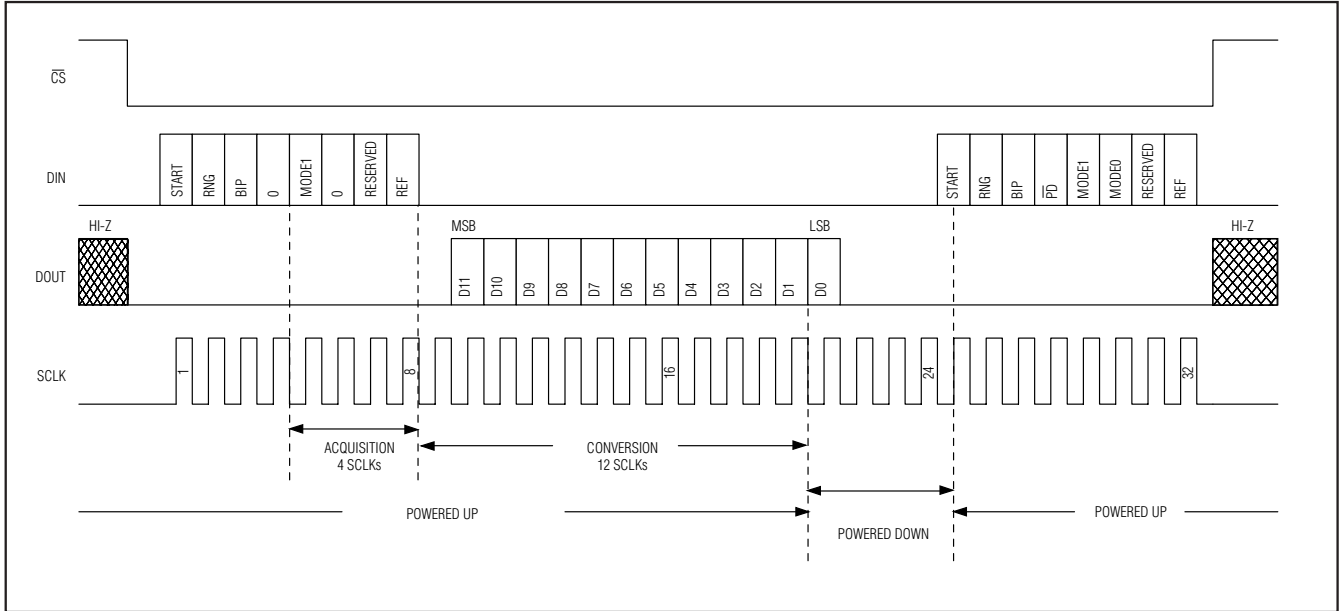 CS
DIN
START
RNG
BIP
0
MODE1
0
RESERVED
REF
START
RNG
BIP
PD
MODE1
MODE0
RESERVED
REF
HI-Z
MSB
LSB
HI-Z
DOUT
D11
D10
D9
D8
D7
D6
D5
D4
D3
D2
D1
D0
SCLK
1
8
16
24
32
ACQUISITION
4 SCLKs
CONVERSION
12 SCLKs
POWERED UP
POWERED DOWN
POWERED UP